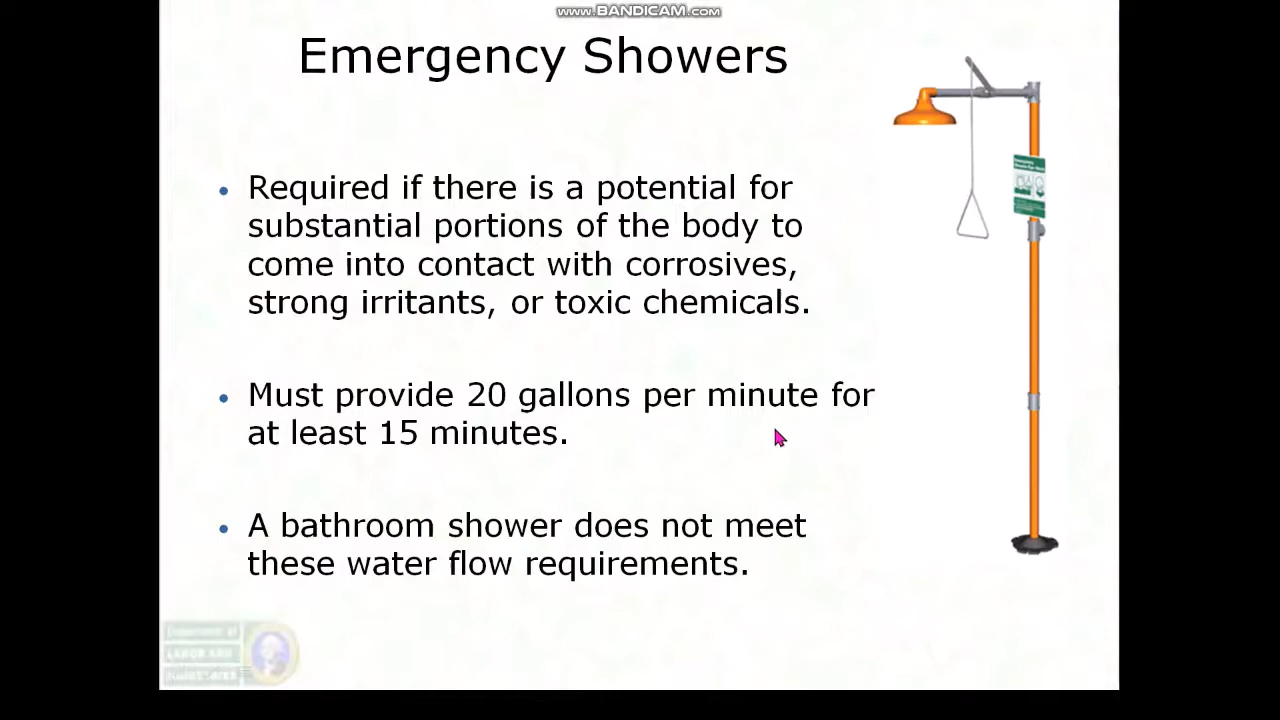 www.BANDICAM.com
Emergency Showers
• Required if there is a potential for
substantial portions of the body to
come into contact with corrosives,
strong irritants, or toxic chemicals.
• Must provide 20 gallons per minute for
at least 15 minutes.
• A bathroom shower does not meet
these water flow requirements.